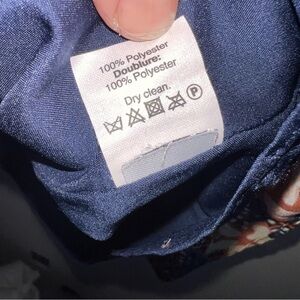 100% Polyester
Doublure:
100% Polyester
Dry clean.
P